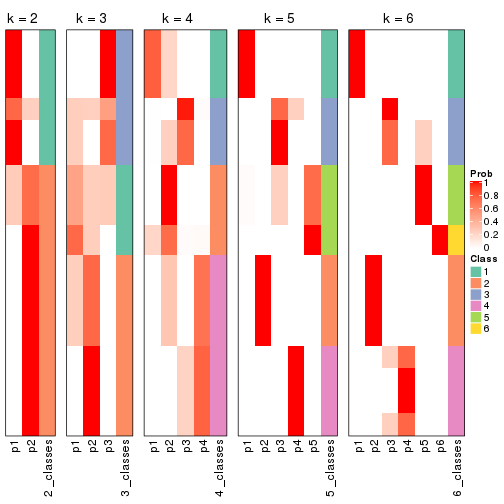 k = 2
k = 3
k = 4
k = 5
k = 6
p1
p2
2_classes
p1
p2
p3
3_classes
p1
p2
p3
p4
4_classes
p1
p2
p3
p4
p5
5_classes
p1
p2
p3
p4
p5
p6
6_classes
Prob
1
0.8
0.6
0.4
0.2
0
Class
1
2
3
4
5
6